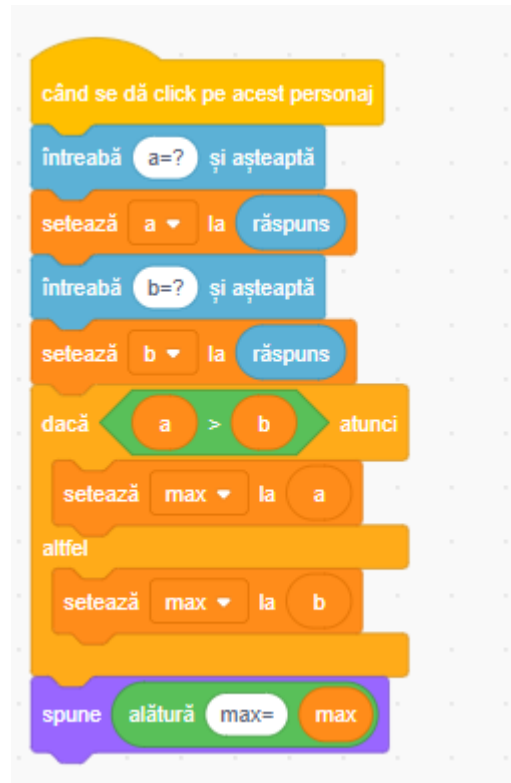 când se dă click pe acest personaj
întreabă a=? și așteaptă
setează a la răspuns
întreabă b=? și așteaptă
setează b la răspuns
dacă a > b atunci
setează max la a
altfel
setează max la b
spune alătură max= max